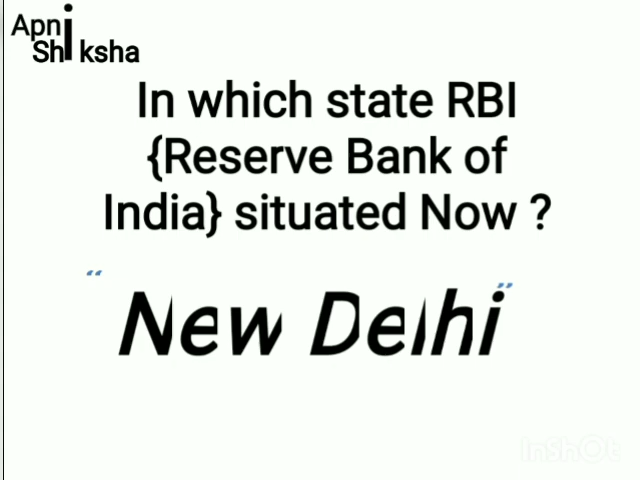 Apni
Shiksha
In which state RBI
{Reserve Bank of
India} situated Now ?
“ New Delhi ”
InShOt